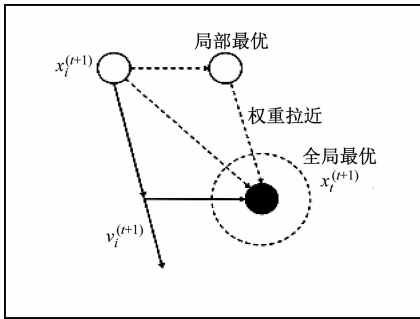 局部最优
x_i^{(t+1)}
权重拉近
全局最优
x_t^{(t+1)}
v_i^{(t+1)}